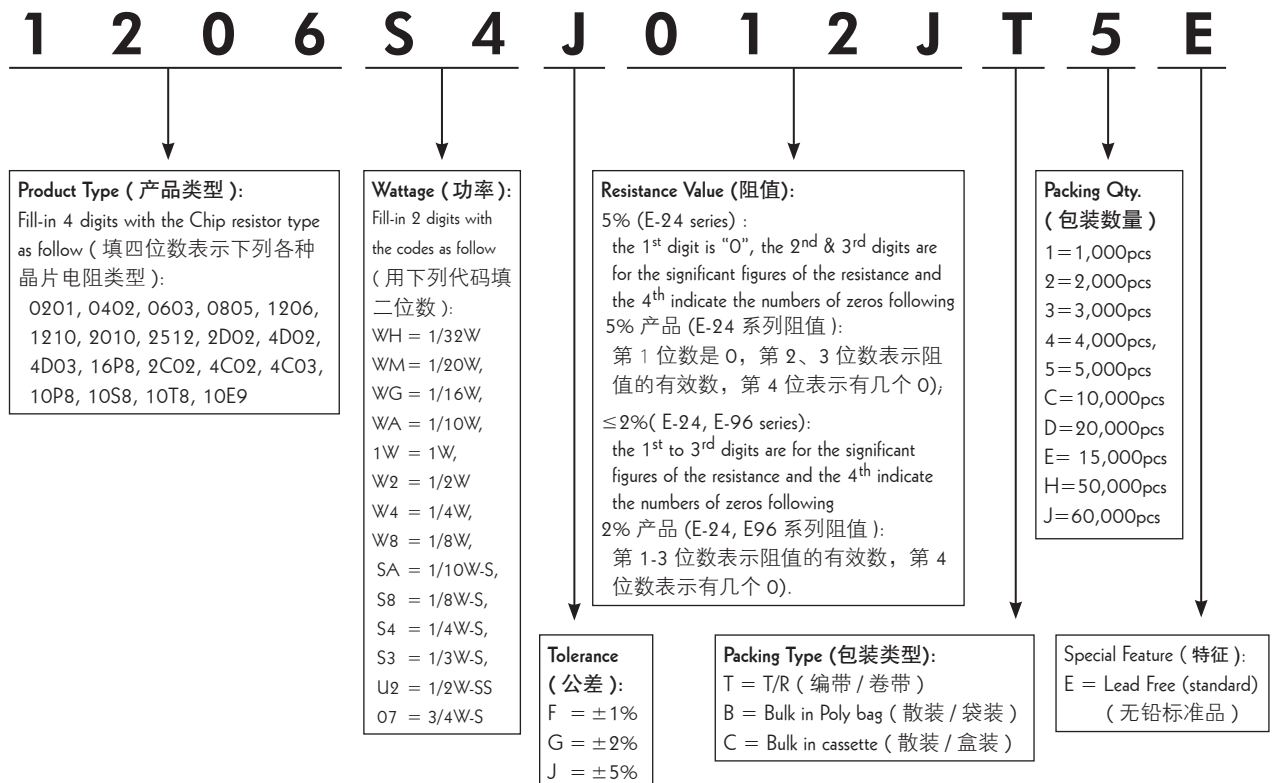 1 2 0 6 S 4 J 0 1 2 J T 5 E
Product Type ( 产品类型 ):
Fill-in 4 digits with the Chip resistor type
as follow ( 填四位数表示下列各种
晶片电阻类型 ):
0201, 0402, 0603, 0805, 1206,
1210, 2010, 2512, 2D02, 4D02,
4D03, 16P8, 2C02, 4C02, 4C03,
10P8, 10S8, 10T8, 10E9
Wattage ( 功率 ):
Fill-in 2 digits with
the codes as follow
( 用下列代码填
二位数 ):
WH = 1/32W
WM = 1/20W,
WG = 1/16W,
WA = 1/10W,
1W = 1W,
W2 = 1/2W
W4 = 1/4W,
W8 = 1/8W,
SA = 1/10W-S,
S8 = 1/8W-S,
S4 = 1/4W-S,
S3 = 1/3W-S,
U2 = 1/2W-SS
07 = 3/4W-S
Tolerance
( 公差 ):
F = ±1%
G = ±2%
J = ±5%
Resistance Value (阻值):
5% (E-24 series) :
the 1st digit is “0”, the 2nd & 3rd digits are
for the significant figures of the resistance and
the 4th indicate the numbers of zeros following
5% 产品 (E-24 系列阻值 ):
第 1 位数是 0，第 2、3 位数表示阻
值的有效数，第 4 位表示有几个 0);
≤2%( E-24, E-96 series):
the 1st to 3rd digits are for the significant
figures of the resistance and the 4th indicate
the numbers of zeros following
2% 产品 (E-24, E96 系列阻值 ):
第 1-3 位数表示阻值的有效数，第 4
位数表示有几个 0).
Packing Type (包装类型):
T = T/R ( 编带 / 卷带 )
B = Bulk in Poly bag ( 散装 / 袋装 )
C = Bulk in cassette ( 散装 / 盒装 )
Packing Qty.
( 包装数量 )
1=1,000pcs
2=2,000pcs
3=3,000pcs
4=4,000pcs,
5=5,000pcs
C=10,000pcs
D=20,000pcs
E= 15,000pcs
H=50,000pcs
J=60,000pcs
Special Feature ( 特征 ):
E = Lead Free (standard)
( 无铅标准品 )